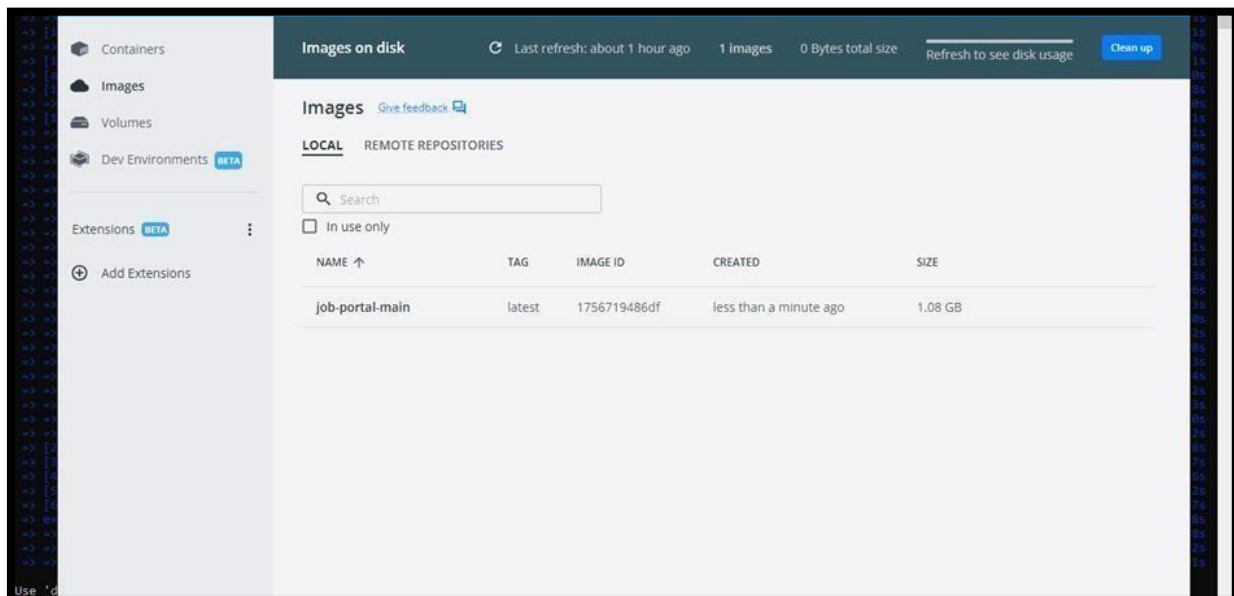 Containers
Images
Volumes
Dev Environments BETA
Extensions BETA
Add Extensions
Images on disk Last refresh: about 1 hour ago 1 images 0 Bytes total size Refresh to see disk usage Clean up
Images Give feedback
LOCAL REMOTE REPOSITORIES
Search
In use only
NAME TAG IMAGE ID CREATED SIZE
job-portal-main latest 1756719486df less than a minute ago 1.08 GB
Use 'd